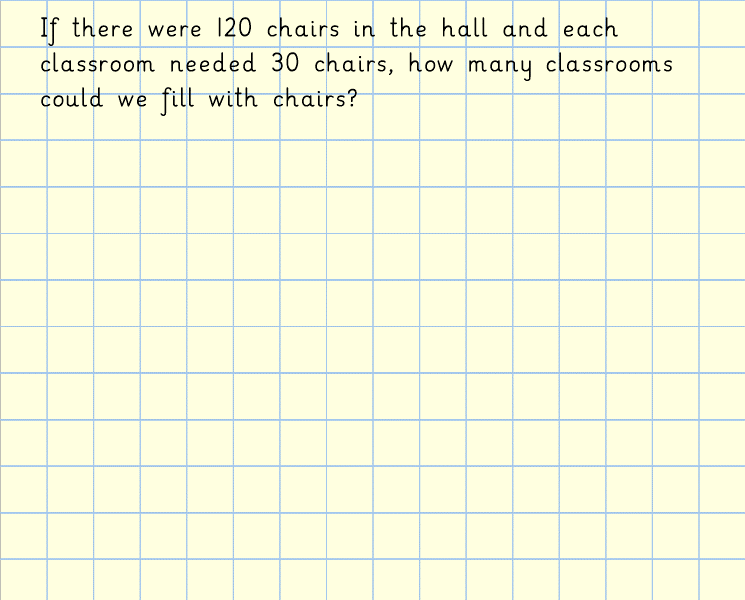 If there were 120 chairs in the hall and each
classroom needed 30 chairs, how many classrooms
could we fill with chairs?